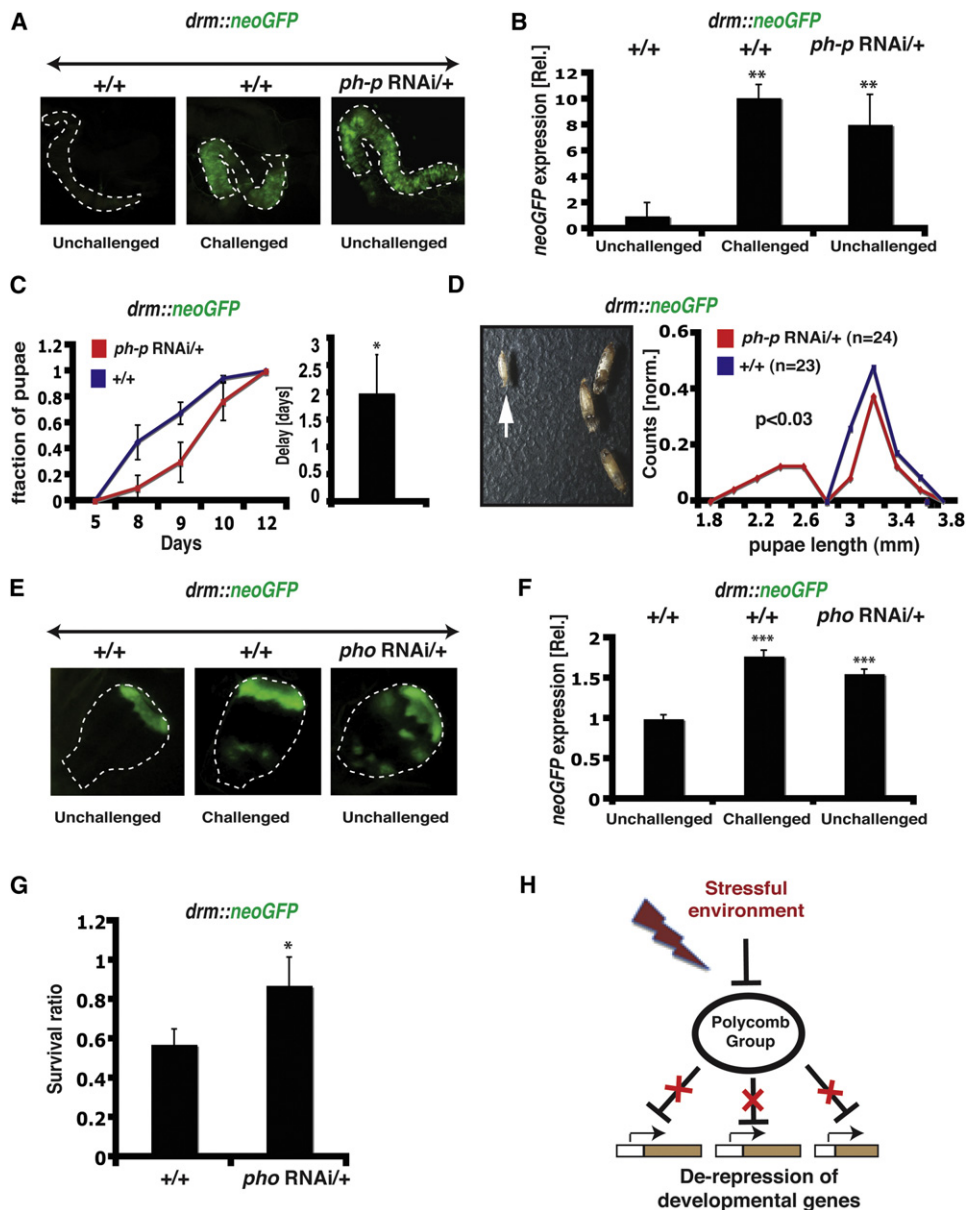 A
drm::neoGFP
+/+
+/+
ph-p RNAi/+
Unchallenged
Challenged
Unchallenged
B
drm::neoGFP
+/+
+/+
ph-p RNAi/+
neoGFP expression [Rel.]
12
10
8
6
4
2
0
**
**
Unchallenged
Challenged
Unchallenged
C
drm::neoGFP
ftaction of pupae
1.2
1
0.8
0.6
0.4
0.2
0
ph-p RNAi/+
+/+
5
8
9
10
12
Days
Delay [days]
3
2.5
2
1.5
1
0.5
0
*
D
drm::neoGFP
Counts [norm.]
0.6
0.4
0.2
0
ph-p RNAi/+ (n=24)
+/+ (n=23)
p<0.03
1.8
2.2
2.6
3
3.4
3.8
pupae length (mm)
E
drm::neoGFP
+/+
+/+
pho RNAi/+
Unchallenged
Challenged
Unchallenged
F
drm::neoGFP
+/+
+/+
pho RNAi/+
neoGFP expression [Rel.]
2
1.5
1
0.5
0
***
***
Unchallenged
Challenged
Unchallenged
G
drm::neoGFP
Survival ratio
1.2
1
0.8
0.6
0.4
0.2
0
*
+/+
pho RNAi/+
H
Stressful
environment
Polycomb
Group
De-repression of
developmental genes